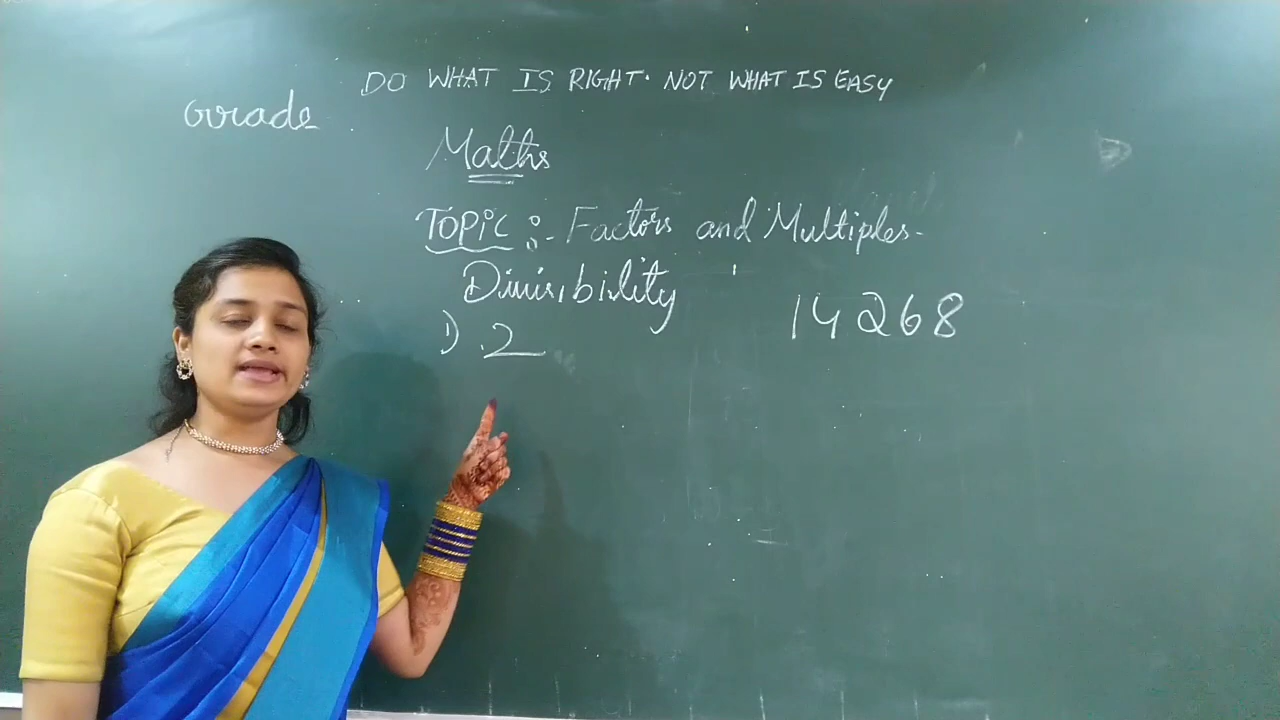 DO WHAT IS RIGHT. NOT WHAT IS EASY
Grade
Maths
TOPIC :- Factors and Multiples-
Divisibility
1) 2
14268